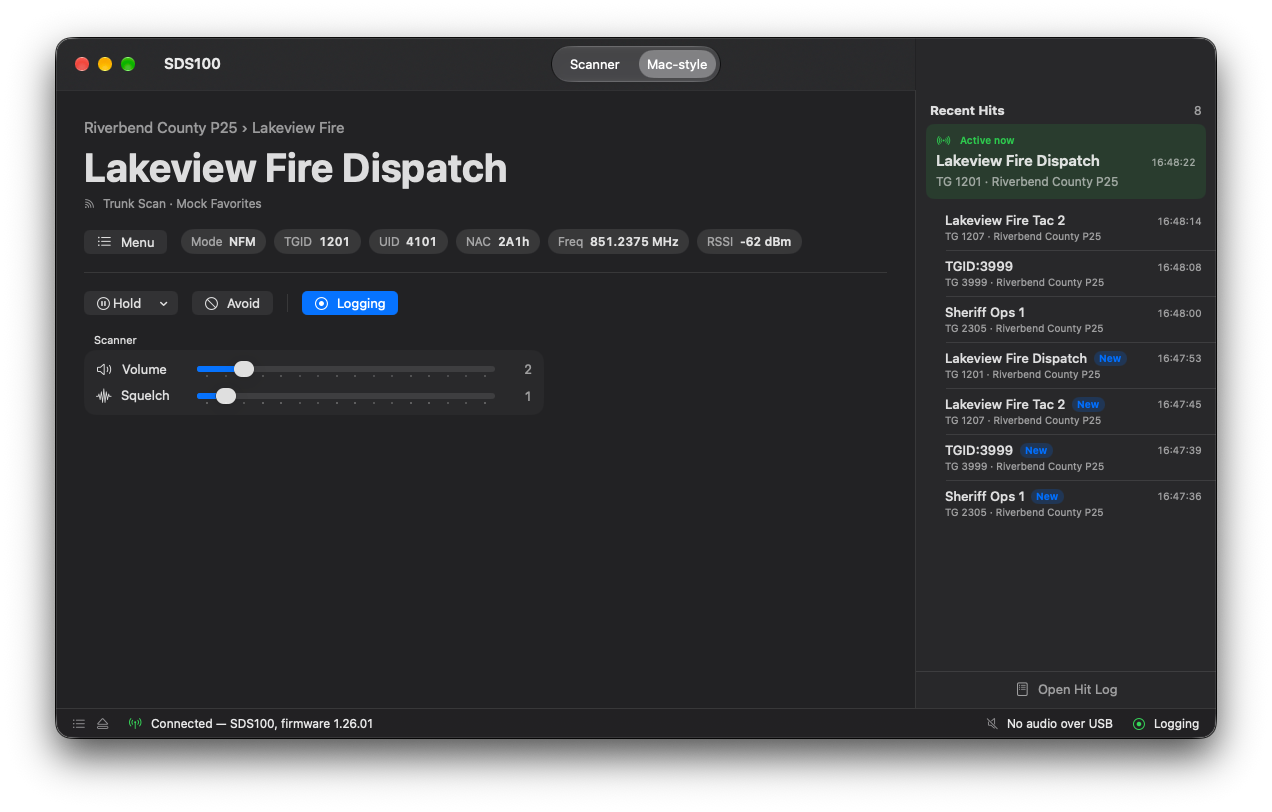 SDS100
Scanner
Mac-style
Riverbend County P25 › Lakeview Fire
Lakeview Fire Dispatch
Trunk Scan · Mock Favorites
Menu
Mode NFM
TGID 1201
UID 4101
NAC 2A1h
Freq 851.2375 MHz
RSSI -62 dBm
Hold
Avoid
Logging
Scanner
Volume 2
Squelch 1
Recent Hits 8
Active now
Lakeview Fire Dispatch 16:48:22
TG 1201 · Riverbend County P25
Lakeview Fire Tac 2 16:48:14
TG 1207 · Riverbend County P25
TGID:3999 16:48:08
TG 3999 · Riverbend County P25
Sheriff Ops 1 16:48:00
TG 2305 · Riverbend County P25
Lakeview Fire Dispatch New 16:47:53
TG 1201 · Riverbend County P25
Lakeview Fire Tac 2 New 16:47:45
TG 1207 · Riverbend County P25
TGID:3999 New 16:47:39
TG 3999 · Riverbend County P25
Sheriff Ops 1 New 16:47:36
TG 2305 · Riverbend County P25
Open Hit Log
Connected — SDS100, firmware 1.26.01
No audio over USB
Logging